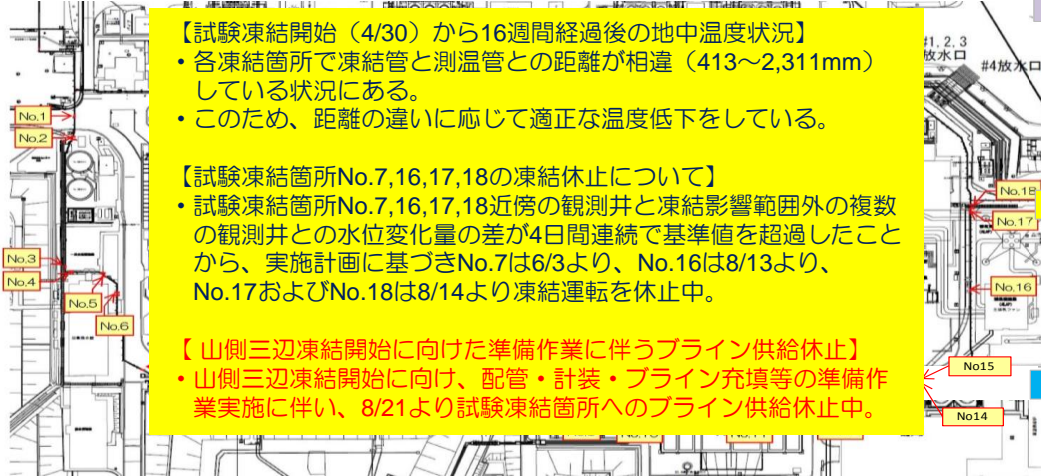 【試験凍結開始（4/30）から16週間経過後の地中温度状況】
・各凍結箇所で凍結管と測温管との距離が相違（413～2,311mm）
している状況にある。
・このため、距離の違いに応じて適正な温度低下をしている。
【試験凍結箇所No.7,16,17,18の凍結休止について】
・試験凍結箇所No.7,16,17,18近傍の観測井と凍結影響範囲外の複数
の観測井との水位変化量の差が4日間連続で基準値を超過したこと
から、実施計画に基づきNo.7は6/3より、No.16は8/13より、
No.17およびNo.18は8/14より凍結運転を休止中。
【 山側三辺凍結開始に向けた準備作業に伴うブライン供給休止】
・山側三辺凍結開始に向け、配管・計装・ブライン充填等の準備作
業実施に伴い、8/21より試験凍結箇所へのブライン供給休止中。
No.1
No.2
No.3
No.4
No.5
No.6
#1, 2, 3
放水口
#4放水口
No.18
No.17
No.16
No15
No14